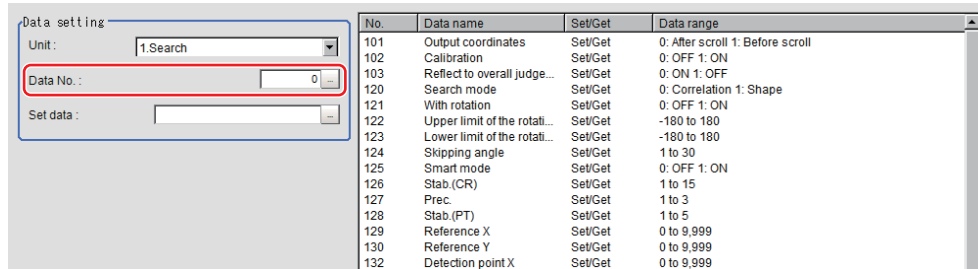 Data setting
Unit : 1.Search
Data No. : 0 ...
Set data : ...
No. Data name Set/Get Data range
101 Output coordinates Set/Get 0: After scroll 1: Before scroll
102 Calibration Set/Get 0: OFF 1: ON
103 Reflect to overall judge... Set/Get 0: ON 1: OFF
120 Search mode Set/Get 0: Correlation 1: Shape
121 With rotation Set/Get 0: OFF 1: ON
122 Upper limit of the rotati... Set/Get -180 to 180
123 Lower limit of the rotati... Set/Get -180 to 180
124 Skipping angle Set/Get 1 to 30
125 Smart mode Set/Get 0: OFF 1: ON
126 Stab.(CR) Set/Get 1 to 15
127 Prec. Set/Get 1 to 3
128 Stab.(PT) Set/Get 1 to 5
129 Reference X Set/Get 0 to 9,999
130 Reference Y Set/Get 0 to 9,999
132 Detection point X Set/Get 0 to 9,999